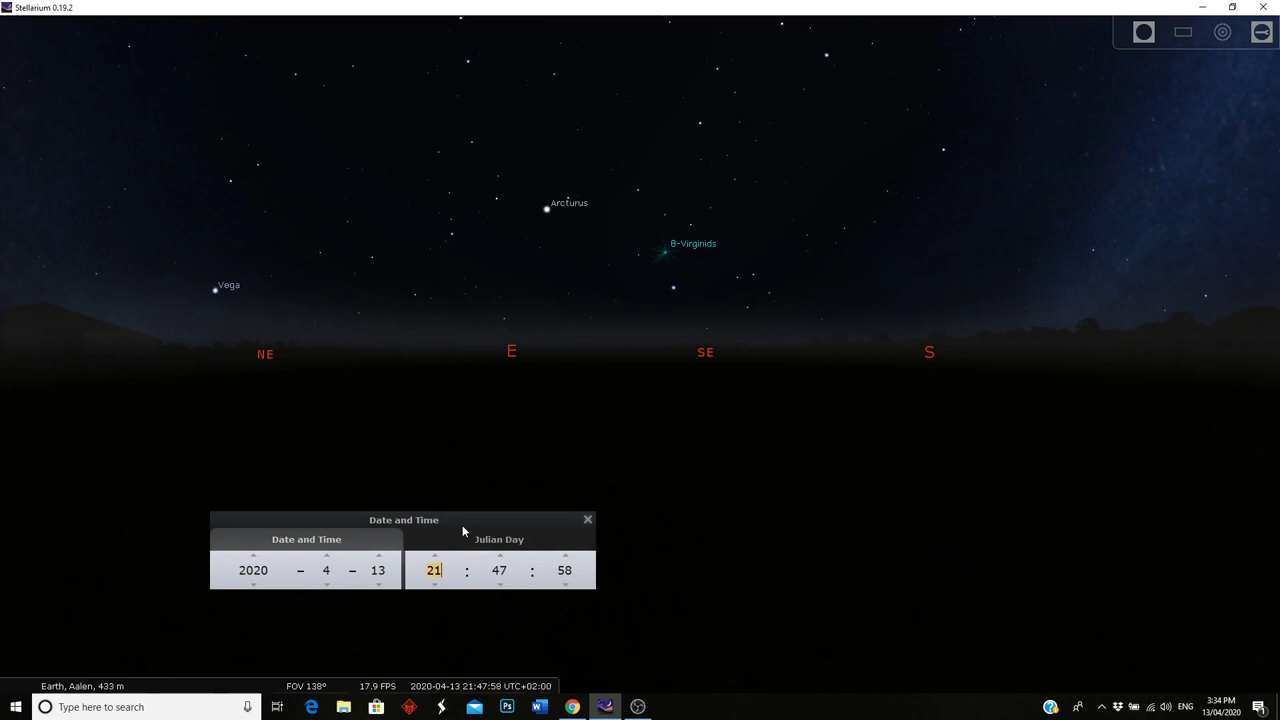 Stellarium 0.19.2
Arcturus
θ-Virginids
Vega
NE
E
SE
S
Date and Time
Date and Time
Julian Day
2020 - 4 - 13
21 : 47 : 58
Earth, Aalen, 433 m
FOV 138°
17.9 FPS
2020-04-13 21:47:58 UTC+02:00
Type here to search
ENG
3:34 PM
13/04/2020